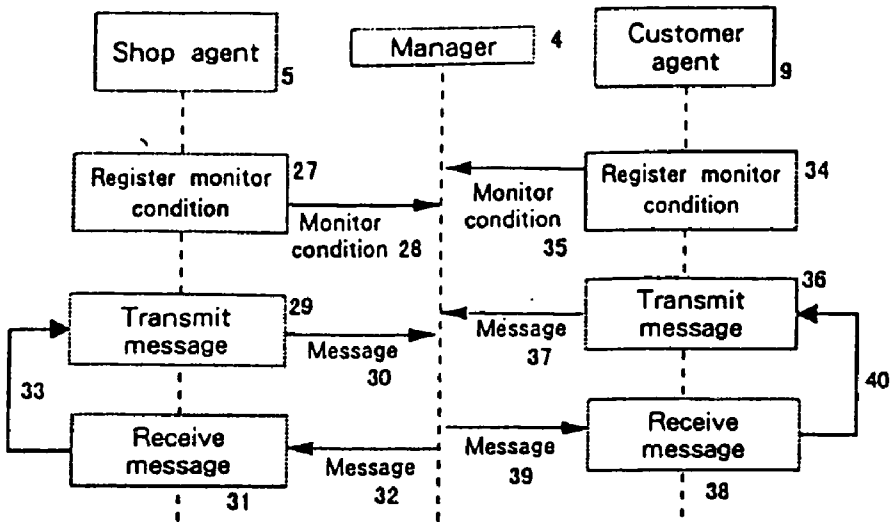 Shop agent
5
Manager
4
Customer
agent
9
Register monitor
condition
27
Monitor
condition 28
Register monitor
condition
34
Monitor
condition
35
Transmit
message
29
Message
30
Transmit
message
36
Message
37
33
40
Receive
message
31
Message
32
Message
39
Receive
message
38